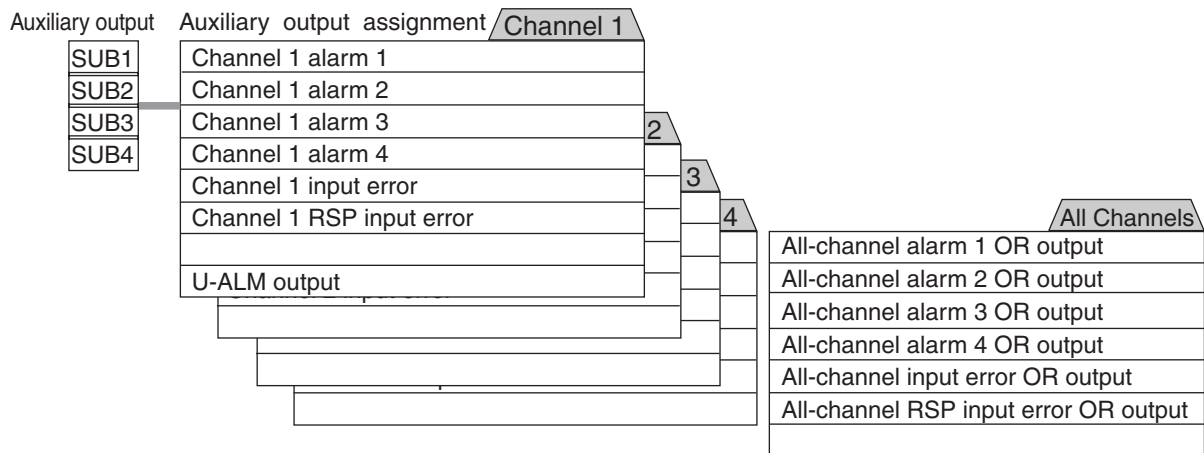 Auxiliary output
Auxiliary output assignment
Channel 1
SUB1
SUB2
SUB3
SUB4
Channel 1 alarm 1
Channel 1 alarm 2
Channel 1 alarm 3
Channel 1 alarm 4
Channel 1 input error
Channel 1 RSP input error
U-ALM output
2
3
4
All Channels
All-channel alarm 1 OR output
All-channel alarm 2 OR output
All-channel alarm 3 OR output
All-channel alarm 4 OR output
All-channel input error OR output
All-channel RSP input error OR output